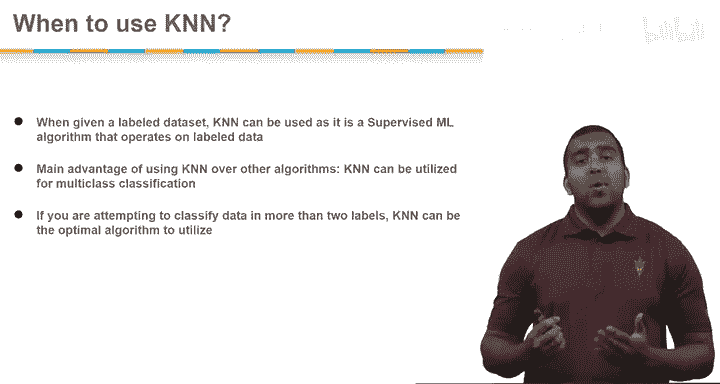 When to use KNN?
● When given a labeled dataset, KNN can be used as it is a Supervised ML
algorithm that operates on labeled data
● Main advantage of using KNN over other algorithms: KNN can be utilized
for multiclass classification
● If you are attempting to classify data in more than two labels, KNN can be
the optimal algorithm to utilize
bilibili